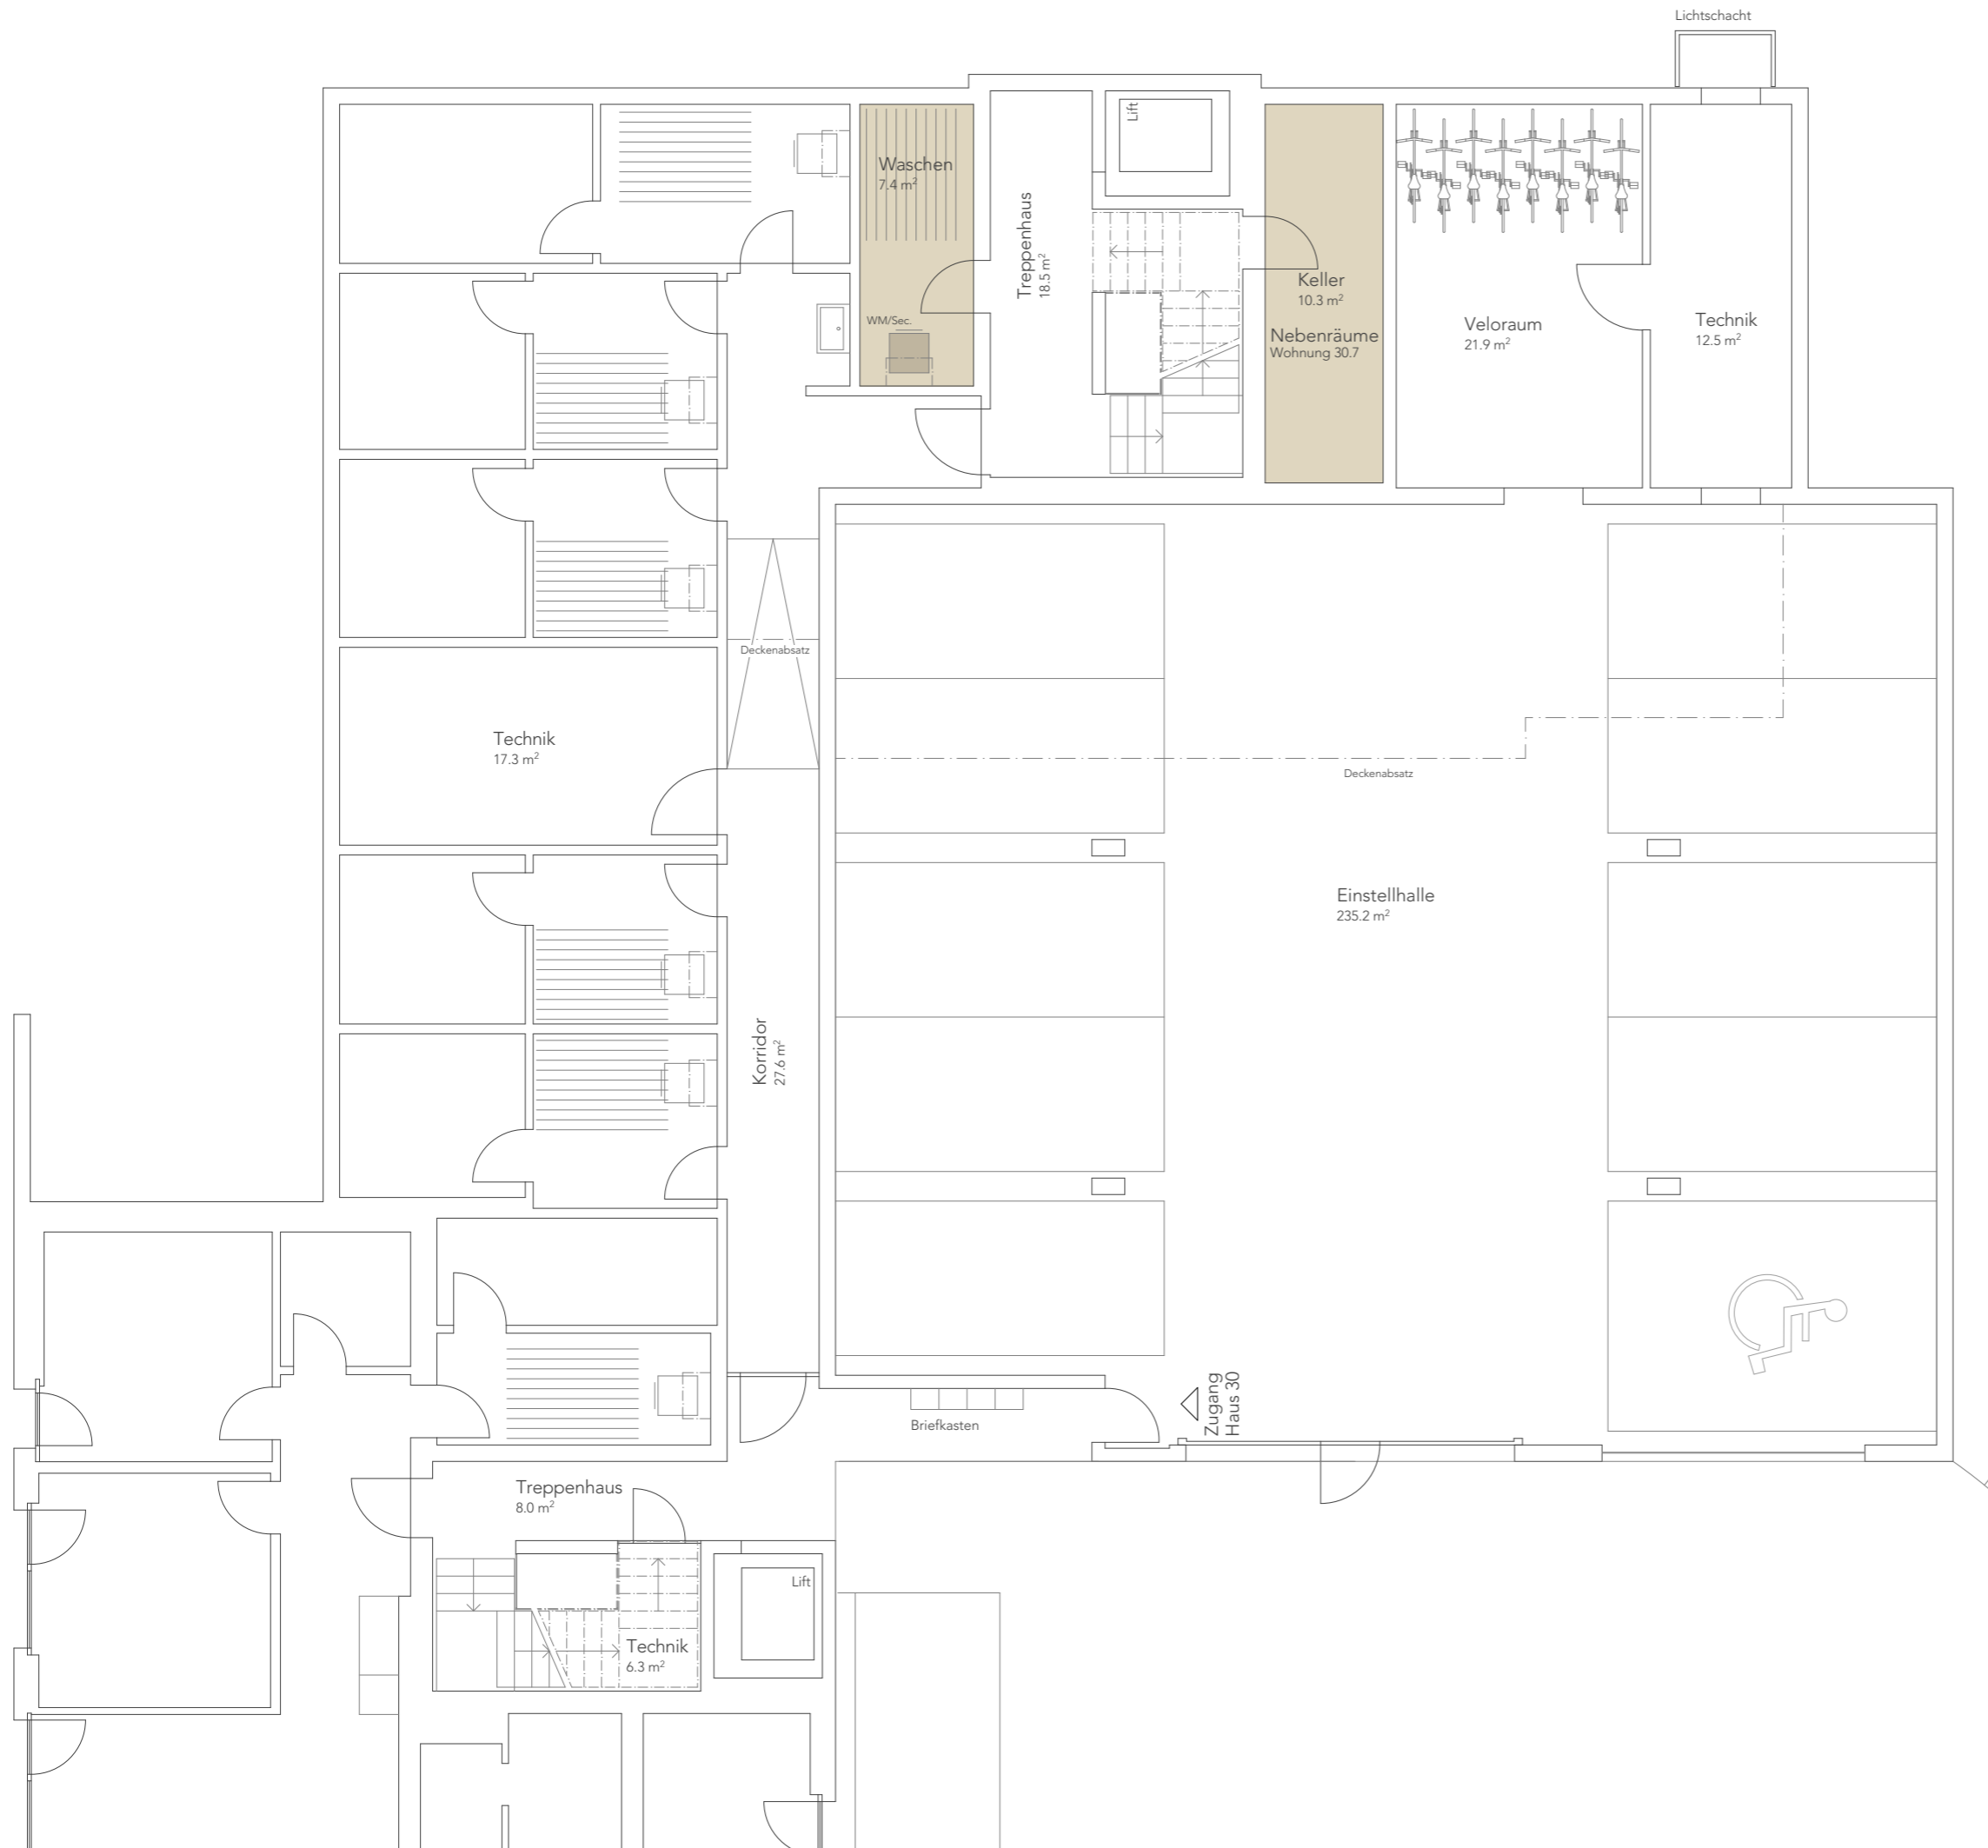 Lichtschacht
Lift
Waschen
7.4 m²
WM/Sec.
Treppenhaus
18.5 m²
Keller
10.3 m²
Nebenräume
Wohnung 30.7
Veloraum
21.9 m²
Technik
12.5 m²
Deckenabsatz
Technik
17.3 m²
Deckenabsatz
Einstellhalle
235.2 m²
Korridor
27.6 m²
Zugang
Haus 30
Briefkasten
Treppenhaus
8.0 m²
Lift
Technik
6.3 m²